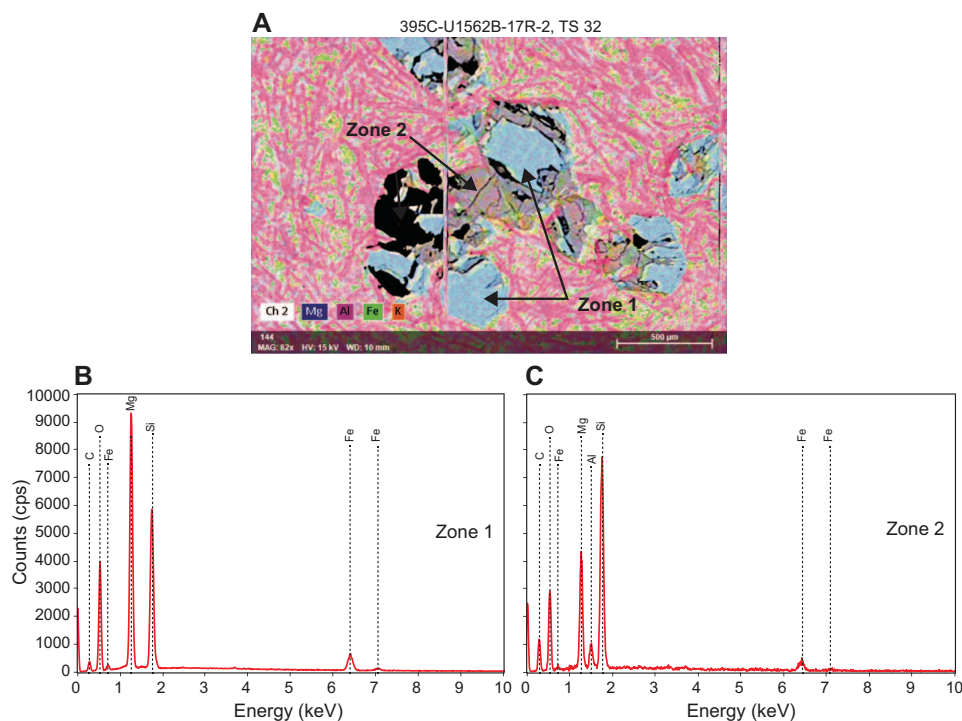 A
395C-U1562B-17R-2, TS 32
Zone 2
Zone 1
Ch 2 Mg Al Fe K
144
MAG: 82x HV: 15 kV WD: 10 mm
500 µm
B
10000
9000
8000
7000
6000
5000
4000
3000
2000
1000
0
Counts (cps)
C
O
Fe
Mg
Si
Fe
Fe
Zone 1
0 1 2 3 4 5 6 7 8 9 10
Energy (keV)
C
C
O
Fe
Mg
Al
Si
Fe
Fe
Zone 2
0 1 2 3 4 5 6 7 8 9 10
Energy (keV)